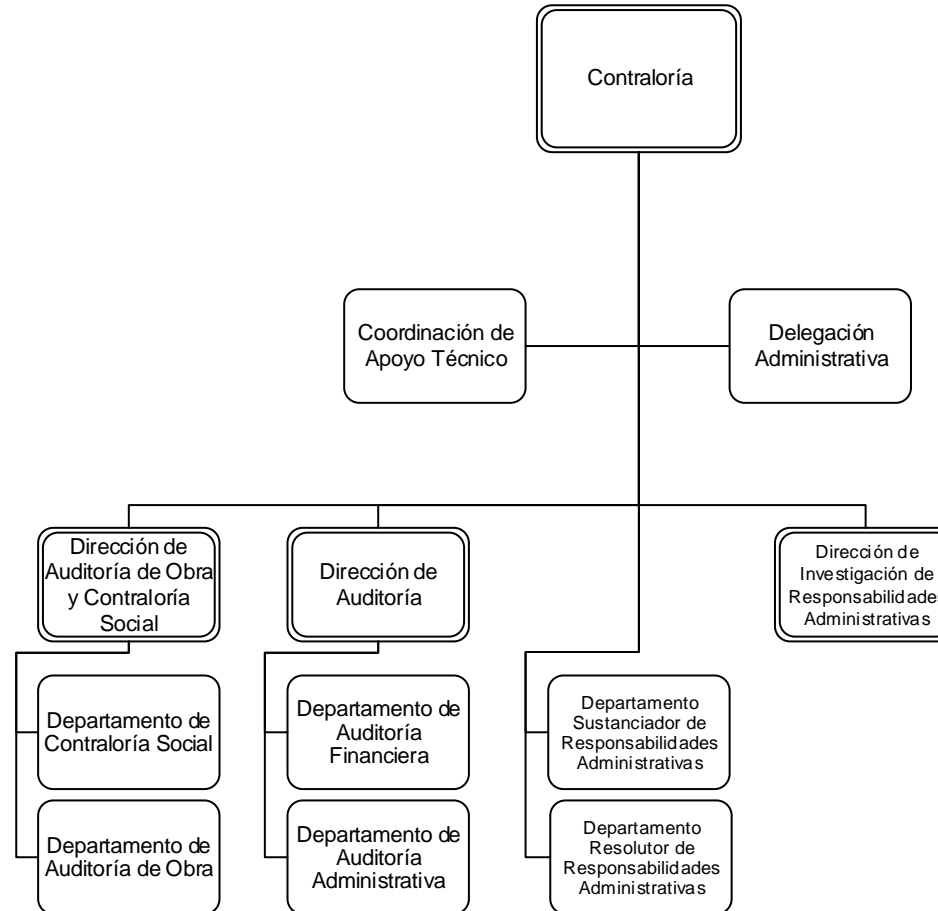 Contraloría
Coordinación de
Apoyo Técnico
Delegación
Administrativa
Dirección de
Auditoría de Obra
y Contraloría
Social
Dirección de
Auditoría
Dirección de
Investigación de
Responsabilidades
Administrativas
Departamento de
Contraloría Social
Departamento de
Auditoría
Financiera
Departamento
Sustanciador de
Responsabilidades
Administrativas
Departamento de
Auditoría de Obra
Departamento de
Auditoría
Administrativa
Departamento
Resolutor de
Responsabilidades
Administrativas